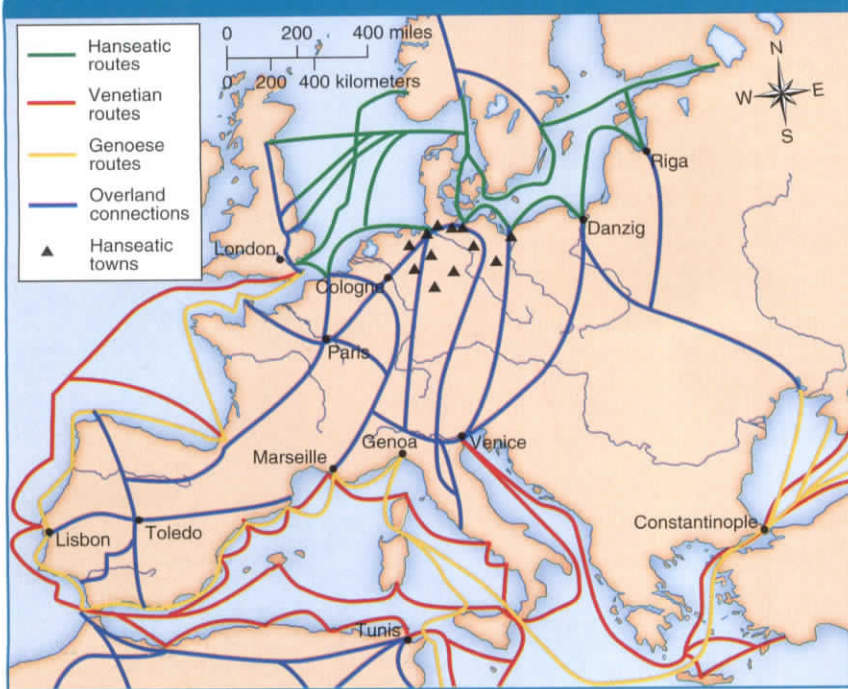 Hanseatic
routes
Venetian
routes
Genoese
routes
Overland
connections
Hanseatic
towns
0 200 400 miles
0 200 400 kilometers
N
W E
S
Riga
Danzig
London
Cologne
Paris
Genoa
Venice
Marseille
Constantinople
Lisbon
Toledo
Tunis